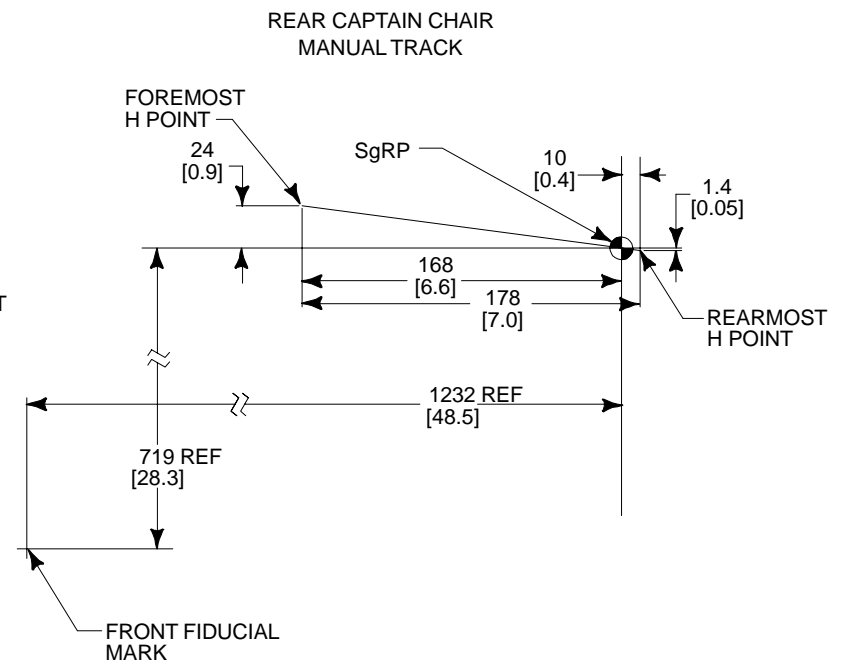 REAR CAPTAIN CHAIR
MANUAL TRACK
FOREMOST
H POINT
24
[0.9]
SgRP
10
[0.4]
1.4
[0.05]
168
[6.6]
178
[7.0]
REARMOST
H POINT
T
1232 REF
[48.5]
719 REF
[28.3]
FRONT FIDUCIAL
MARK